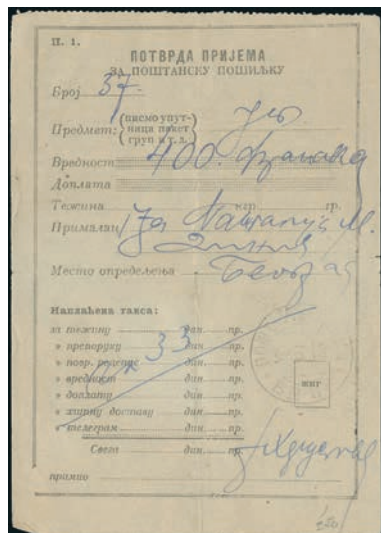 П. 1.
ПОТВРДА ПРИЈЕМА
ЗА ПОШТАНСКУ ПОШИЉКУ
Број 37.
Предмет: (писмо упут-
ница пакет
груп и т. д.)
Вредност 400. франака
Доплата
Тежина кгр. гр.
Прималац М.
Место опредељења Београд
Наплаћена такса:
за тежину дин. пр.
» препоруку дин. пр.
» повр. рецепис 33 дин. пр.
» вредност дин. пр.
» доплату дин. пр.
» хитну доставу дин. пр.
» телеграм дин. пр.
Свега дин. пр.
жиг
примио